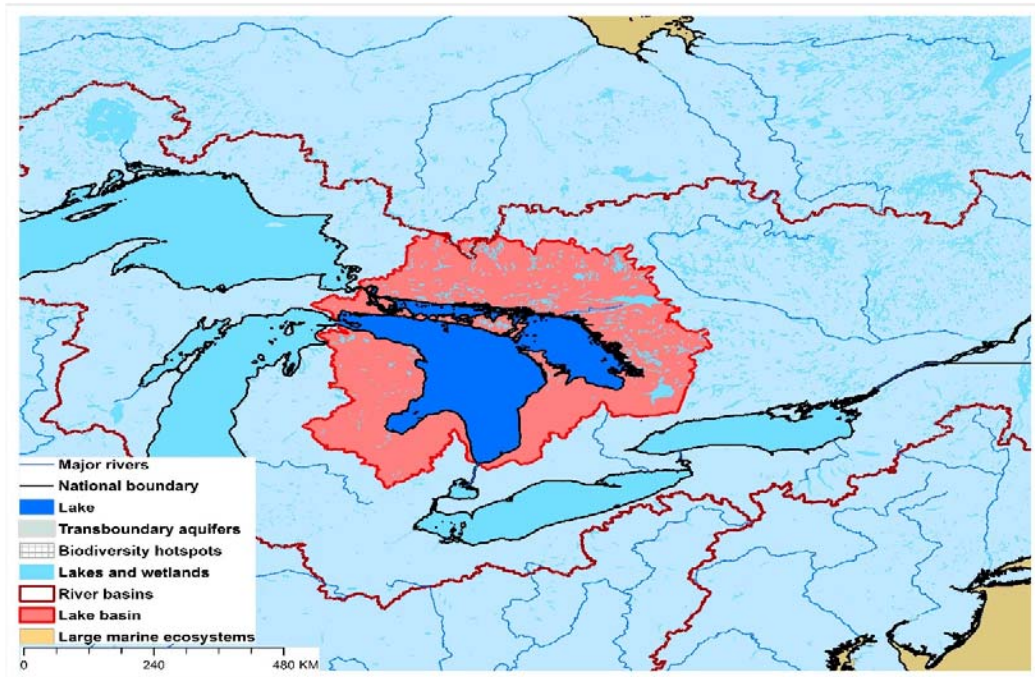 Major rivers
National boundary
Lake
Transboundary aquifers
Biodiversity hotspots
Lakes and wetlands
River basins
Lake basin
Large marine ecosystems
0 240 480 KM